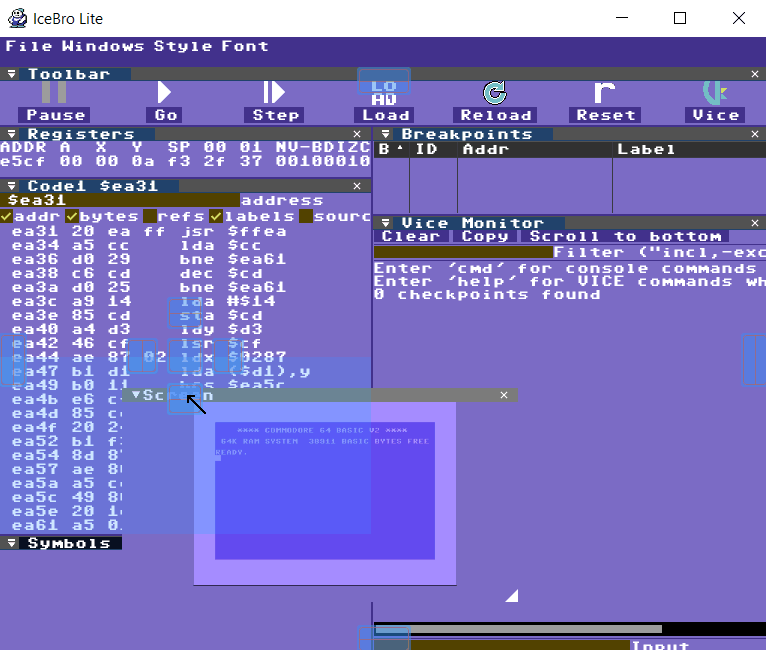 IceBro Lite
File Windows Style Font
Toolbar
Pause Go Step Load Reload Reset Vice
Registers
ADDR A X Y SP 00 01 NV-BDIZC
e5cf 00 00 0a f3 2f 37 00100010
Code1 $ea31
$ea31 address
addr bytes refs labels sourc
ea31 20 ea ff jsr $ffea
ea34 a5 cc lda $cc
ea36 d0 29 bne $ea61
ea38 c6 cd dec $cd
ea3a d0 25 bne $ea61
ea3c a9 14 lda #$14
ea3e 85 cd sta $cd
ea40 a4 d3 ldy $d3
ea42 46 cf lsr $cf
ea44 ae 87 02 ldx $0287
ea47 b1 d1 lda ($d1),y
ea49 b0 11 bcs $ea5c
ea4b e6
ea4d 85
ea4f 20
ea52 b1
ea54 8d
ea57 ae
ea5a a5
ea5c 49
ea5e 20
ea61 a5
Symbols
Breakpoints
B ID Addr Label
Vice Monitor
Clear Copy Scroll to bottom
Filter ("incl,-exc
Enter 'cmd' for console commands
Enter 'help' for VICE commands wh
0 checkpoints found
Screen
**** COMMODORE 64 BASIC V2 ****
64K RAM SYSTEM 38911 BASIC BYTES FREE
READY.
Input